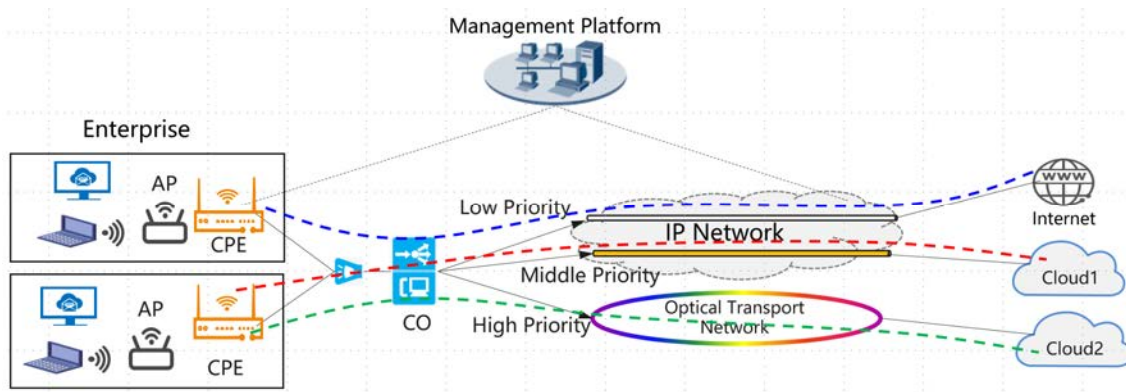 Management Platform
Enterprise
AP
CPE
AP
CPE
CO
Low Priority
IP Network
Middle Priority
High Priority
Optical Transport
Network
WWW
Internet
Cloud1
Cloud2